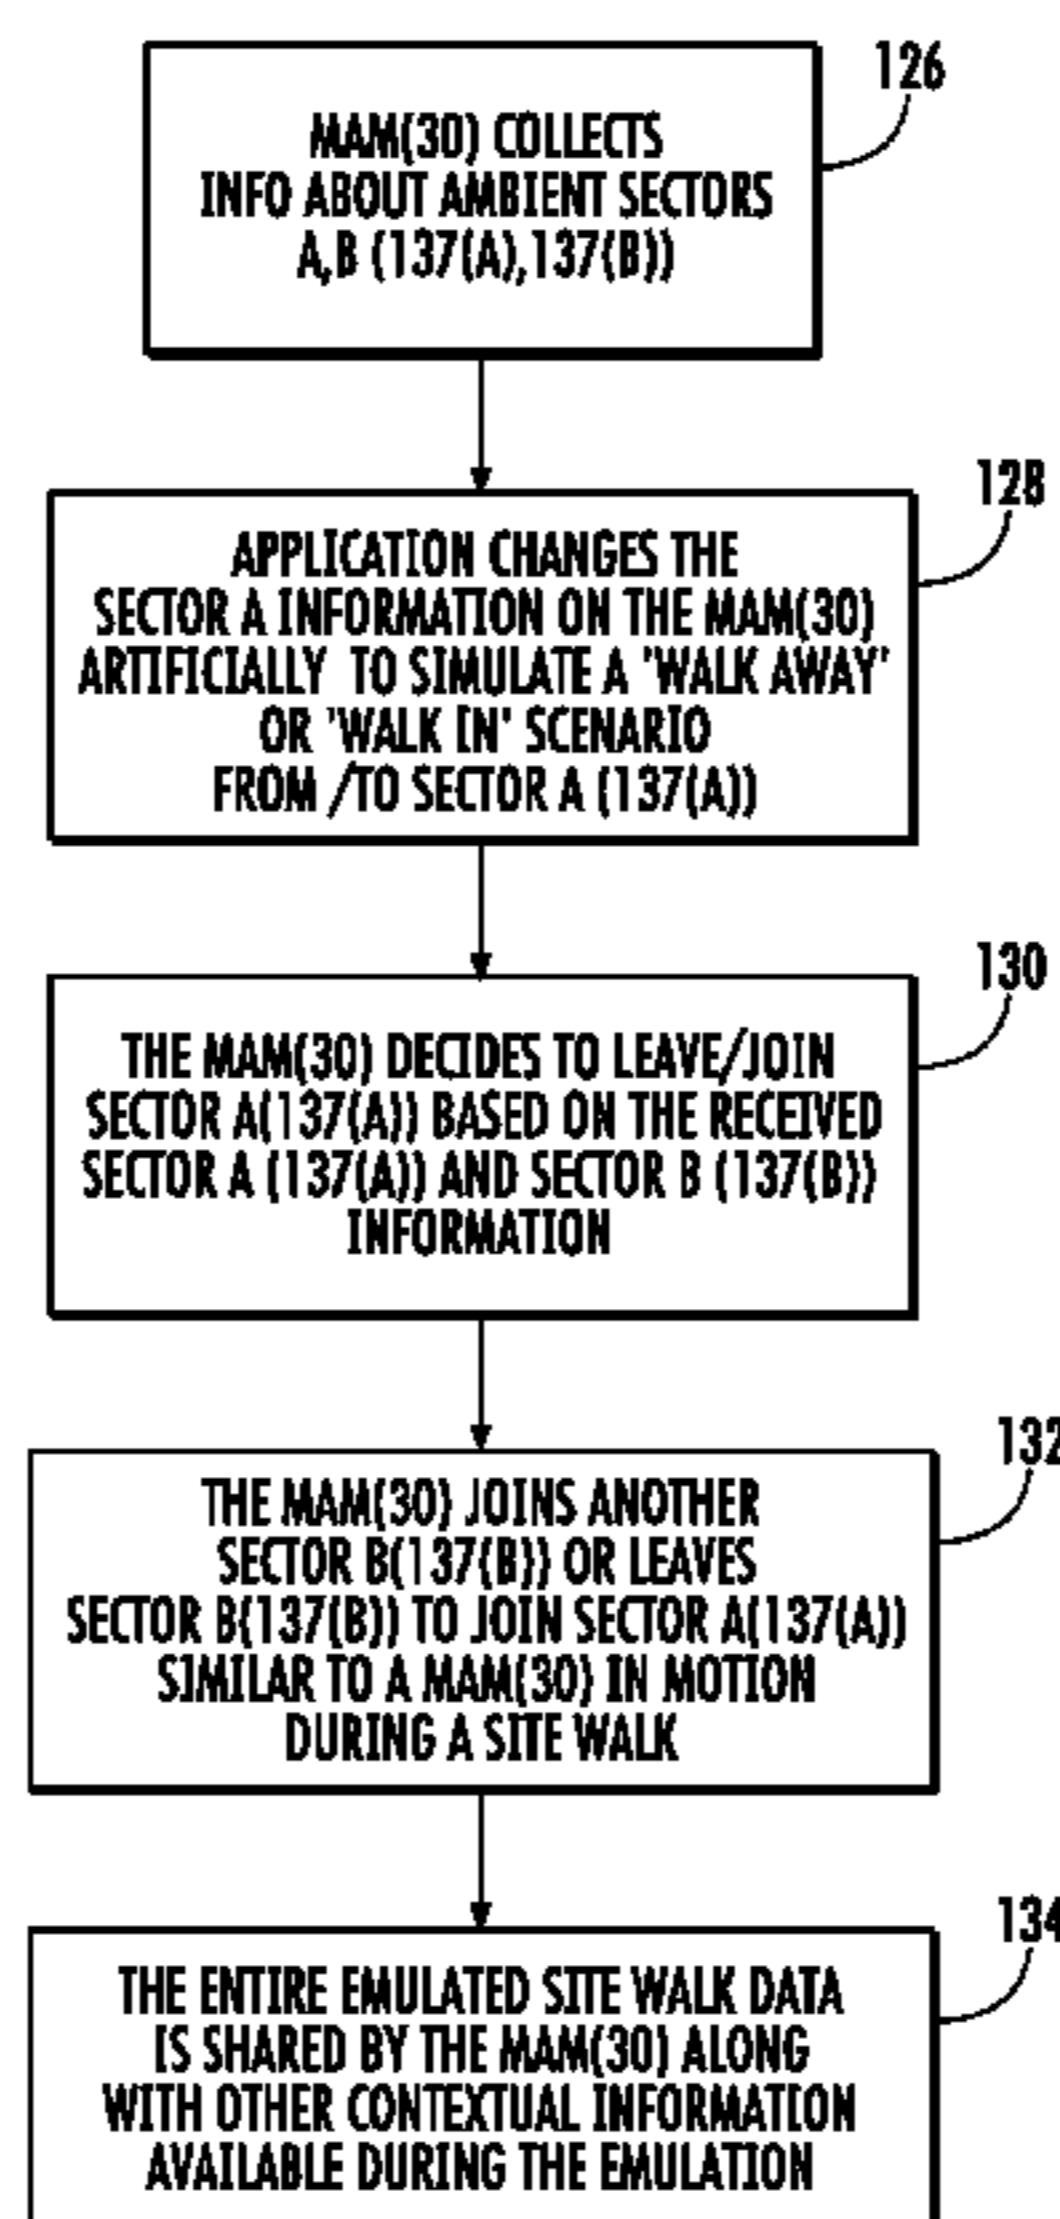 126
MAM(30) COLLECTS
INFO ABOUT AMBIENT SECTORS
A,B (137(A),137(B))
128
APPLICATION CHANGES THE
SECTOR A INFORMATION ON THE MAM(30)
ARTIFICIALLY TO SIMULATE A 'WALK AWAY'
OR 'WALK IN' SCENARIO
FROM /TO SECTOR A (137(A))
130
THE MAM(30) DECIDES TO LEAVE/JOIN
SECTOR A(137(A)) BASED ON THE RECEIVED
SECTOR A (137(A)) AND SECTOR B (137(B))
INFORMATION
132
THE MAM(30) JOINS ANOTHER
SECTOR B(137(B)) OR LEAVES
SECTOR B(137(B)) TO JOIN SECTOR A(137(A))
SIMILAR TO A MAM(30) IN MOTION
DURING A SITE WALK
134
THE ENTIRE EMULATED SITE WALK DATA
IS SHARED BY THE MAM(30) ALONG
WITH OTHER CONTEXTUAL INFORMATION
AVAILABLE DURING THE EMULATION